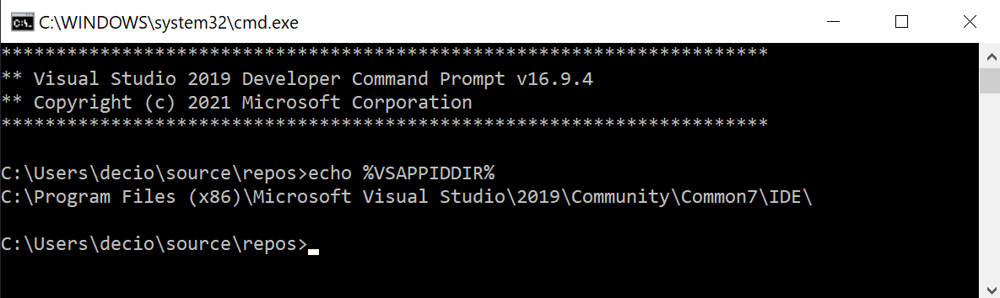 C:\WINDOWS\system32\cmd.exe
**********************************************************************
** Visual Studio 2019 Developer Command Prompt v16.9.4
** Copyright (c) 2021 Microsoft Corporation
**********************************************************************
C:\Users\decio\source\repos>echo %VSAPPIDDIR%
C:\Program Files (x86)\Microsoft Visual Studio\2019\Community\Common7\IDE\
C:\Users\decio\source\repos>